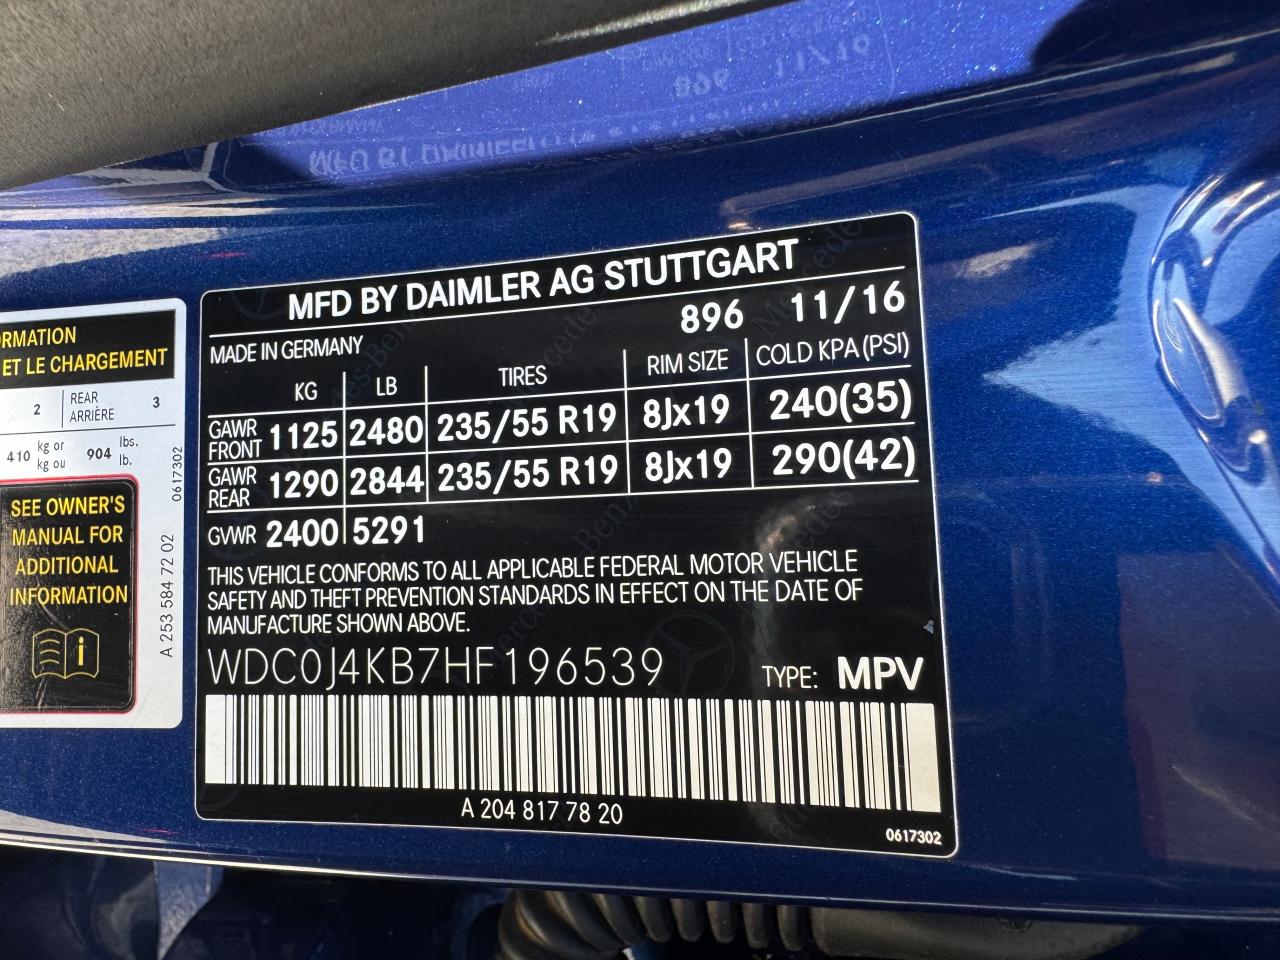 RMATION
ET LE CHARGEMENT
2 REAR ARRIÈRE 3
410 kg or kg ou 904 lbs. lb.
0617302
SEE OWNER'S
MANUAL FOR
ADDITIONAL
INFORMATION
A 253 584 72 02
MFD BY DAIMLER AG STUTTGART
896 11/16
MADE IN GERMANY
KG LB TIRES RIM SIZE COLD KPA (PSI)
GAWR FRONT 1125 2480 235/55 R19 8Jx19 240(35)
GAWR REAR 1290 2844 235/55 R19 8Jx19 290(42)
GVWR 2400 5291
THIS VEHICLE CONFORMS TO ALL APPLICABLE FEDERAL MOTOR VEHICLE
SAFETY AND THEFT PREVENTION STANDARDS IN EFFECT ON THE DATE OF
MANUFACTURE SHOWN ABOVE.
WDC0J4KB7HF196539 TYPE: MPV
A 204 817 78 20
0617302